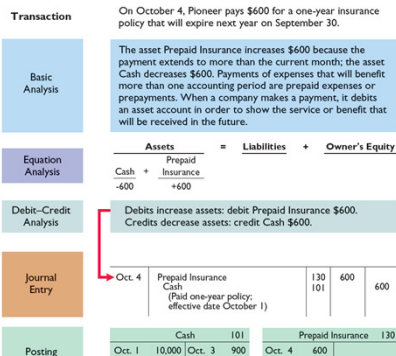 Transaction
On October 4, Pioneer pays $600 for a one-year insurance
policy that will expire next year on September 30.
Basic
Analysis
The asset Prepaid Insurance increases $600 because the
payment extends to more than the current month; the asset
Cash decreases $600. Payments of expenses that will benefit
more than one accounting period are prepaid expenses or
prepayments. When a company makes a payment, it debits
an asset account in order to show the service or benefit that
will be received in the future.
Equation
Analysis
Assets = Liabilities + Owner's Equity
Prepaid
Cash + Insurance
-600 +600
Debit–Credit
Analysis
Debits increase assets: debit Prepaid Insurance $600.
Credits decrease assets: credit Cash $600.
Journal
Entry
Oct. 4 Prepaid Insurance 130 600
Cash 101 600
(Paid one-year policy;
effective date October 1)
Posting
Cash 101
Oct. 1 10,000 Oct. 3 900
Prepaid Insurance 130
Oct. 4 600